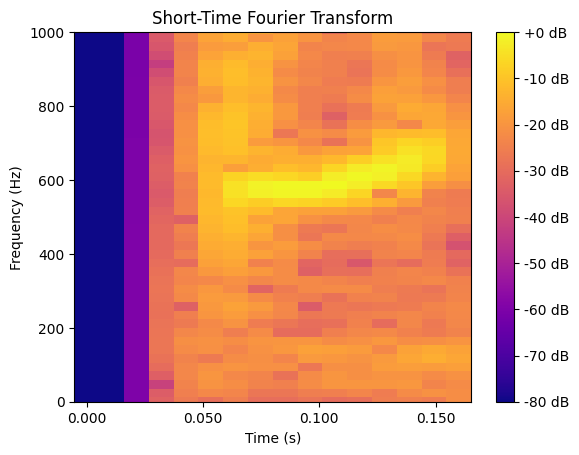 Short-Time Fourier Transform
1000
800
600
400
200
0
Frequency (Hz)
0.000
0.050
0.100
0.150
Time (s)
+0 dB
-10 dB
-20 dB
-30 dB
-40 dB
-50 dB
-60 dB
-70 dB
-80 dB